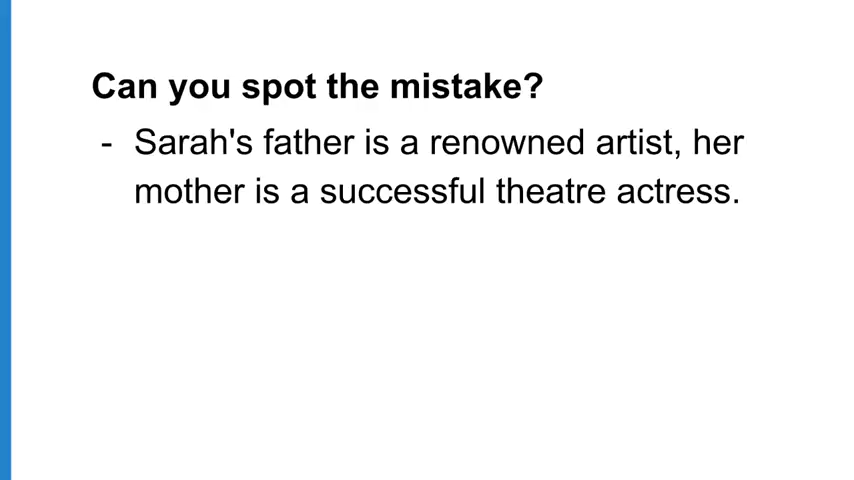 Can you spot the mistake?
- Sarah's father is a renowned artist, her
mother is a successful theatre actress.